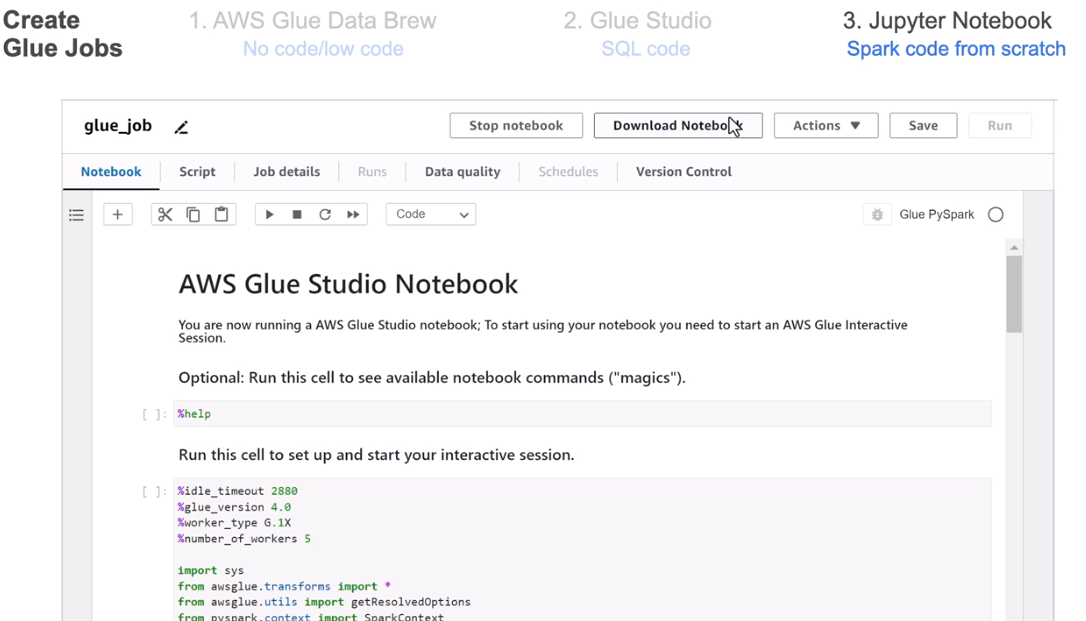 Create
Glue Jobs
1. AWS Glue Data Brew
No code/low code
2. Glue Studio
SQL code
3. Jupyter Notebook
Spark code from scratch
glue_job
Stop notebook
Download Notebook
Actions
Save
Run
Notebook
Script
Job details
Runs
Data quality
Schedules
Version Control
Code
Glue PySpark
AWS Glue Studio Notebook
You are now running a AWS Glue Studio notebook; To start using your notebook you need to start an AWS Glue Interactive
Session.
Optional: Run this cell to see available notebook commands ("magics").
[ ]: %help
Run this cell to set up and start your interactive session.
[ ]: %idle_timeout 2880
%glue_version 4.0
%worker_type G.1X
%number_of_workers 5
import sys
from awsglue.transforms import *
from awsglue.utils import getResolvedOptions
from pyspark.context import SparkContext